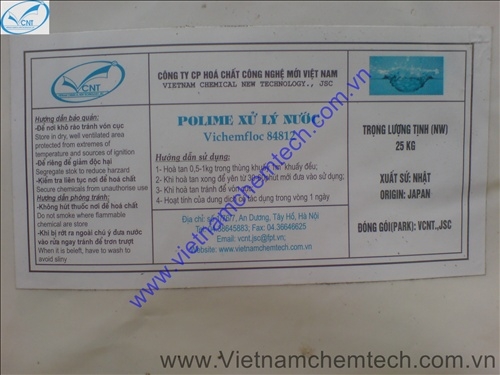 VCNT
CNT
CÔNG TY CP HOÁ CHẤT CÔNG NGHỆ MỚI VIỆT NAM
VIETNAM CHEMICAL NEW TECHNOLOGY., JSC
Hướng dẫn bảo quản:
-Để nơi khô ráo tránh vón cục
Store in dry, well ventilated area
protected from extremes of
temperature and sources of ignition
-Để riêng để giảm độc hại
Segregate stock to reduce hazard
-Kiểm tra liên tục nơi để hoá chất
Secure chemicals from unauthorise use
Hướng dẫn phòng tránh:
-Không hút thuốc nơi để hoá chất
Do not smoke where flammable
chemical are store
-Khi bị rớt ra ngoài chú ý đưa nước
vào rửa ngay tránh để trơn trượt
When it is beleft, have to wash to
avoid sliny
POLIME XỬ LÝ NƯỚC
Vichemfloc 84812
Hướng dẫn sử dụng:
1- Hoà tan 0,5-1kg trong thùng khuấy khuấy đều;
2- Khi hoà tan xong để yên từ 30 phút mới đưa vào sử dụng;
3- Khi hoà tan tránh để vón
4- Hoạt tính của dung dịch có tác dụng trong vòng 1 ngày
Địa chỉ: An Dương, Tây Hồ, Hà Nội
Fax: 04.36646625
Email: vcnt.jsc@fpt.vn
Website: www.vietnamchemtech.com.vn
TRỌNG LƯỢNG TỊNH (NW)
25 KG
XUẤT SỨ: NHẬT
ORIGIN: JAPAN
ĐÓNG GÓI(PARK): VCNT.,JSC
www.vietnamchemtech.com.vn
www.Vietnamchemtech.com.vn